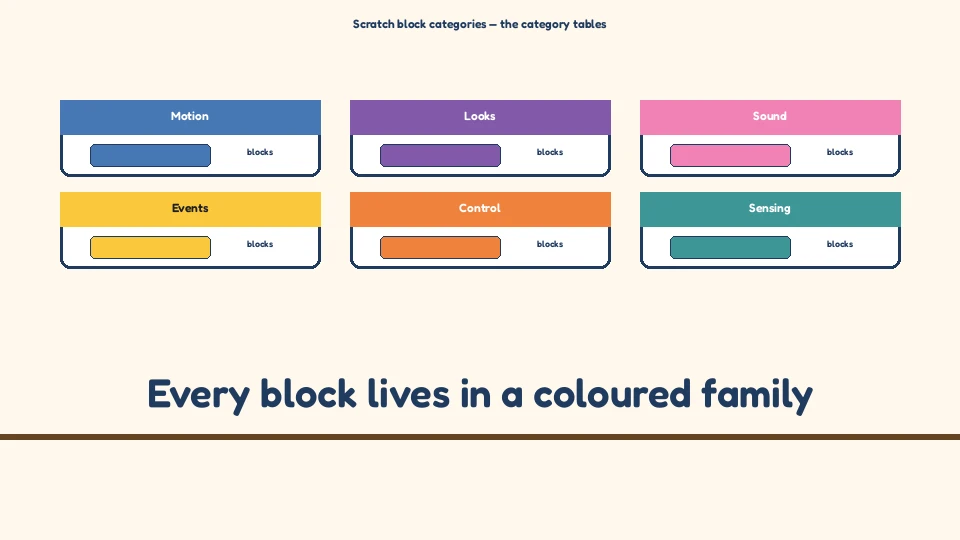 Scratch block categories — the category tables
Motion
Looks
Sound
blocks
blocks
blocks
Events
Control
Sensing
blocks
blocks
blocks
Every block lives in a coloured family